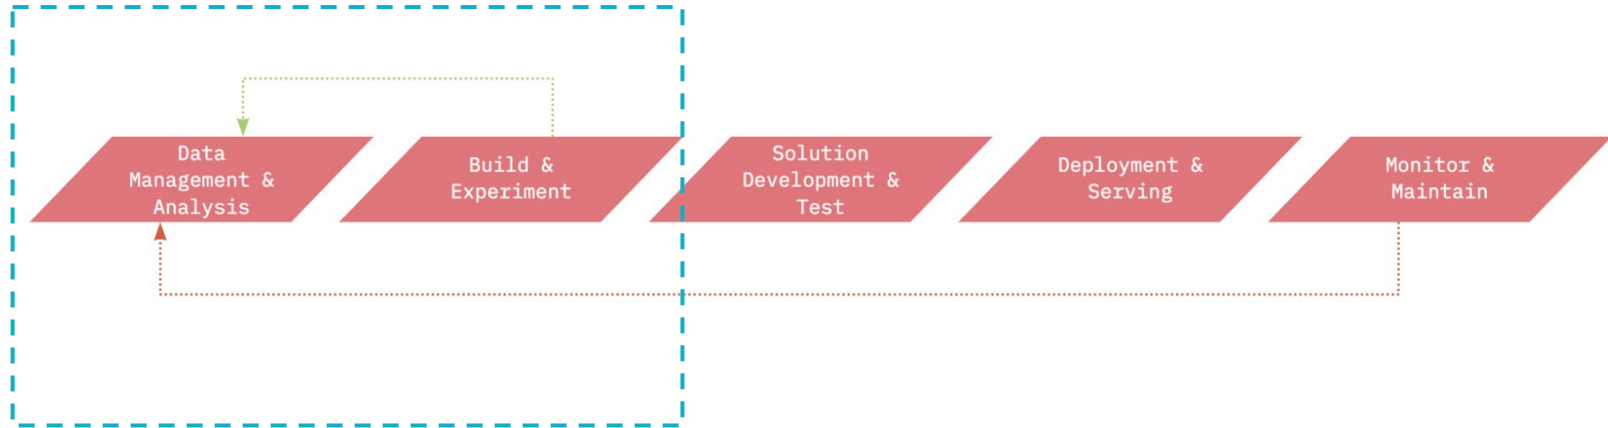 Data
Management &
Analysis
Build &
Experiment
Solution
Development &
Test
Deployment &
Serving
Monitor &
Maintain